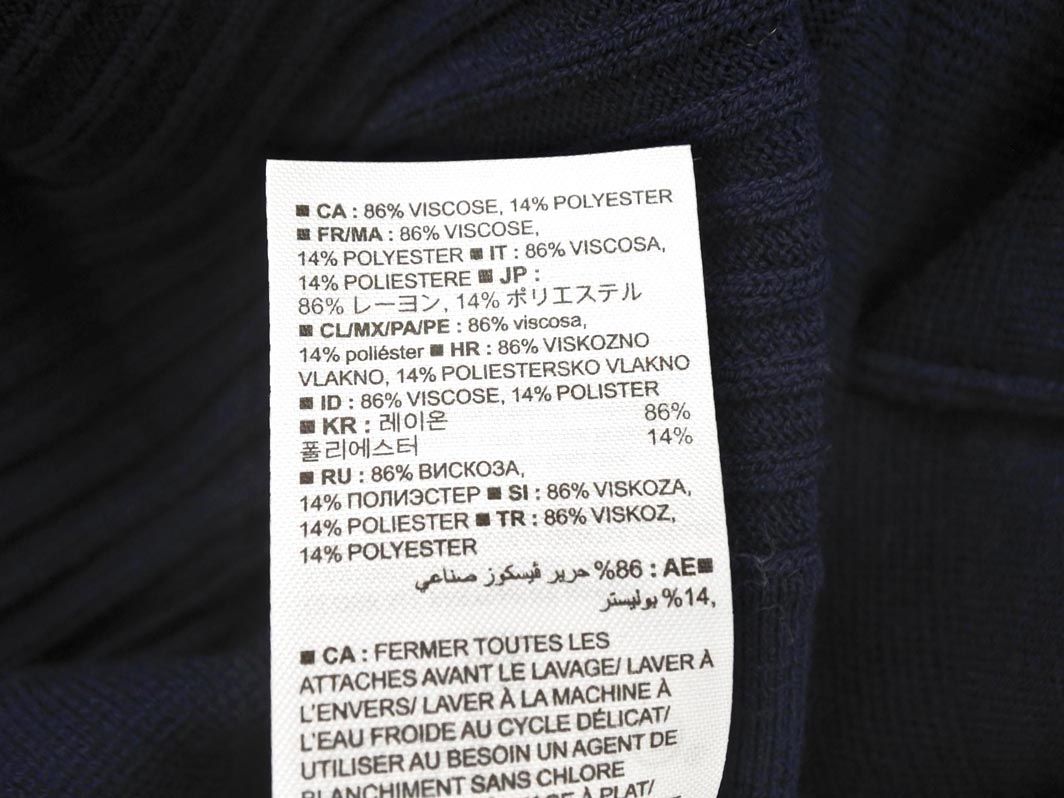 ■ CA : 86% VISCOSE, 14% POLYESTER
■ FR/MA : 86% VISCOSE,
14% POLYESTER ■ IT : 86% VISCOSA,
14% POLIESTERE ■ JP :
86% レーヨン, 14% ポリエステル
■ CL/MX/PA/PE : 86% viscosa,
14% poliéster ■ HR : 86% VISKOZNO
VLAKNO, 14% POLIESTERSKO VLAKNO
■ ID : 86% VISCOSE, 14% POLISTER
■ KR : 레이온 86%
폴리에스터 14%
■ RU : 86% ВИСКОЗА,
14% ПОЛИЭСТЕР ■ SI : 86% VISKOZA,
14% POLIESTER ■ TR : 86% VISKOZ,
14% POLYESTER
■AE : 86% حرير ڤيسكوز صناعي
,14% بوليستر
■ CA : FERMER TOUTES LES
ATTACHES AVANT LE LAVAGE/ LAVER À
L'ENVERS/ LAVER À LA MACHINE À
L'EAU FROIDE AU CYCLE DÉLICAT/
UTILISER AU BESOIN UN AGENT DE
BLANCHIMENT SANS CHLORE
À PLAT/